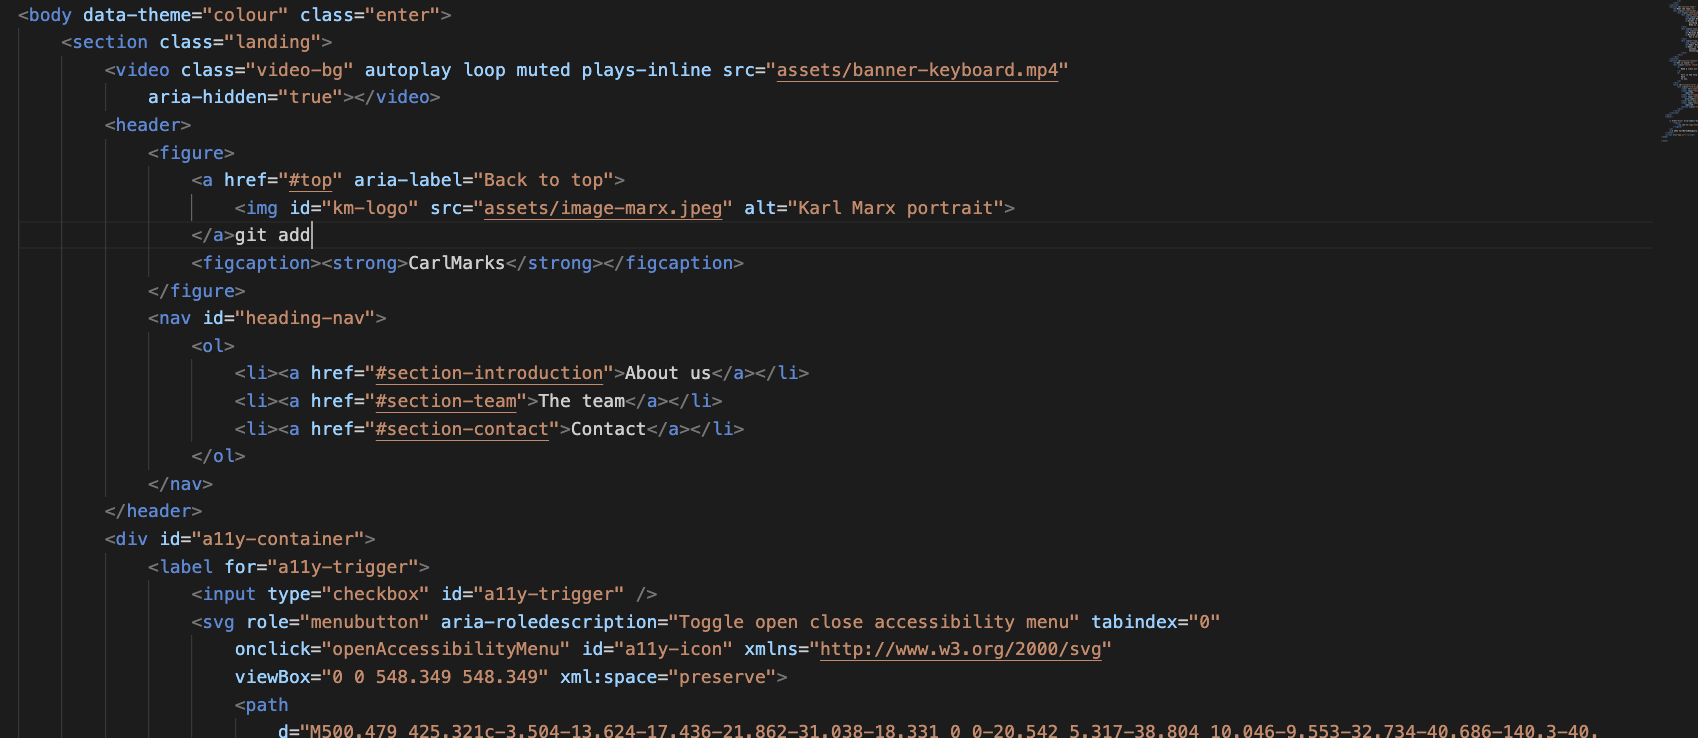 <body data-theme="colour" class="enter">
<section class="landing">
<video class="video-bg" autoplay loop muted plays-inline src="assets/banner-keyboard.mp4"
aria-hidden="true"></video>
<header>
<figure>
<a href="#top" aria-label="Back to top">
<img id="km-logo" src="assets/image-marx.jpeg" alt="Karl Marx portrait">
</a>git add
<figcaption><strong>CarlMarks</strong></figcaption>
</figure>
<nav id="heading-nav">
<ol>
<li><a href="#section-introduction">About us</a></li>
<li><a href="#section-team">The team</a></li>
<li><a href="#section-contact">Contact</a></li>
</ol>
</nav>
</header>
<div id="a11y-container">
<label for="a11y-trigger">
<input type="checkbox" id="a11y-trigger" />
<svg role="menubutton" aria-roledescription="Toggle open close accessibility menu" tabindex="0"
onclick="openAccessibilityMenu" id="a11y-icon" xmlns="http://www.w3.org/2000/svg"
viewBox="0 0 548.349 548.349" xml:space="preserve">
<path
d="M500.479 425.321c-3.504-13.624-17.436-21.862-31.038-18.331 0 0-20.542 5.317-38.804 10.046-9.553-32.734-40.686-140.3-40.